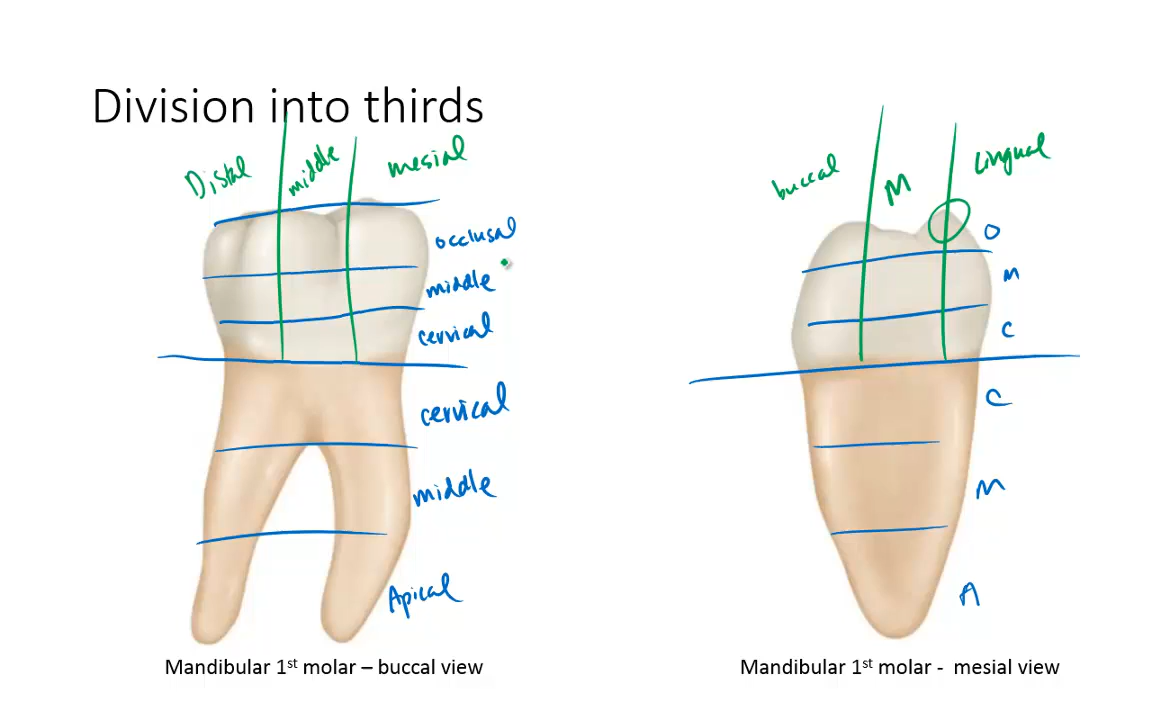 Division into thirds
Distal middle mesial
occlusal
middle
cervical
cervical
middle
Apical
Mandibular 1st molar – buccal view
buccal M Lingual
O
M
C
C
M
A
Mandibular 1st molar - mesial view